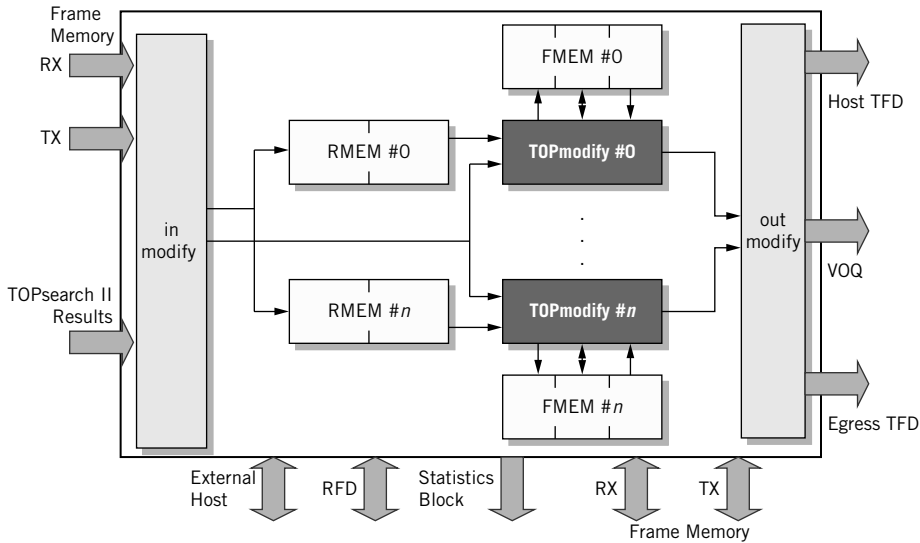 Frame
Memory
RX
TX
TOPsearch II
Results
in
modify
RMEM #0
RMEM #n
FMEM #0
TOPmodify #0
.
.
.
TOPmodify #n
FMEM #n
out
modify
Host TFD
VOQ
Egress TFD
External
Host
RFD
Statistics
Block
RX
TX
Frame Memory